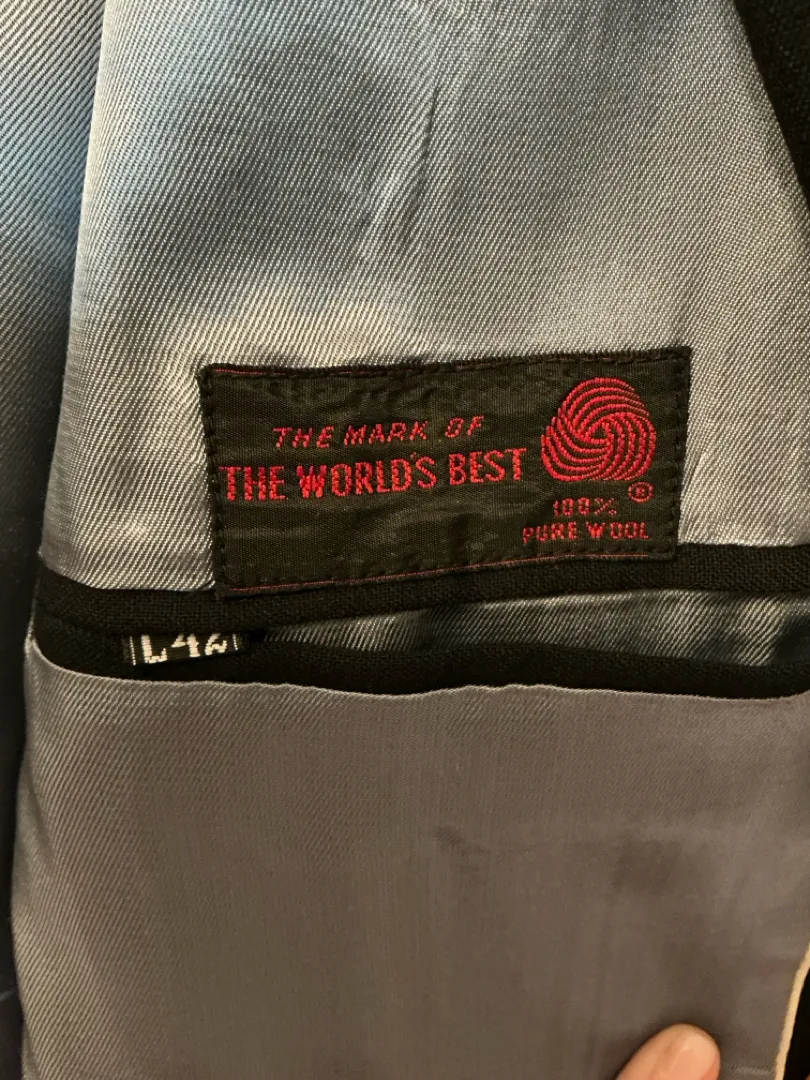 THE MARK OF
THE WORLD'S BEST
®
100%
PURE WOOL
L42